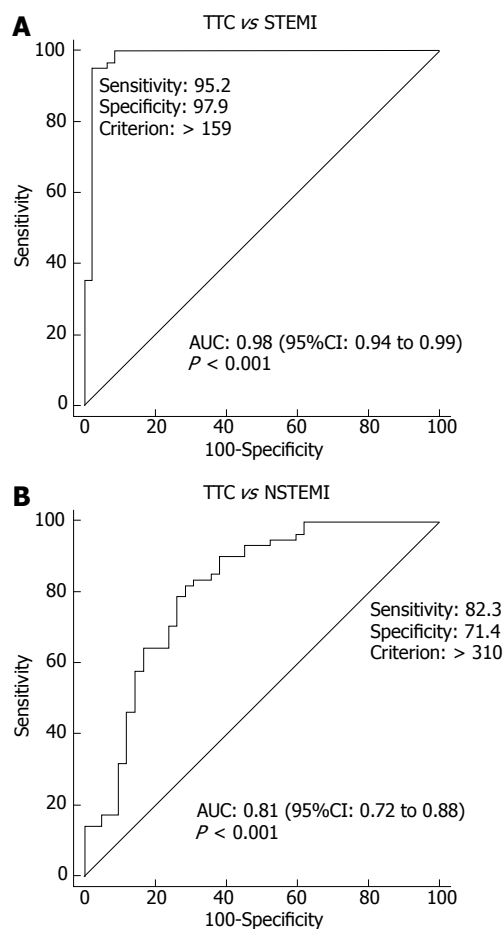 A
TTC vs STEMI
100
80
60
40
20
0
Sensitivity
Sensitivity: 95.2
Specificity: 97.9
Criterion: > 159
AUC: 0.98 (95%CI: 0.94 to 0.99)
P < 0.001
0 20 40 60 80 100
100-Specificity
B
TTC vs NSTEMI
100
80
60
40
20
0
Sensitivity
Sensitivity: 82.3
Specificity: 71.4
Criterion: > 310
AUC: 0.81 (95%CI: 0.72 to 0.88)
P < 0.001
0 20 40 60 80 100
100-Specificity